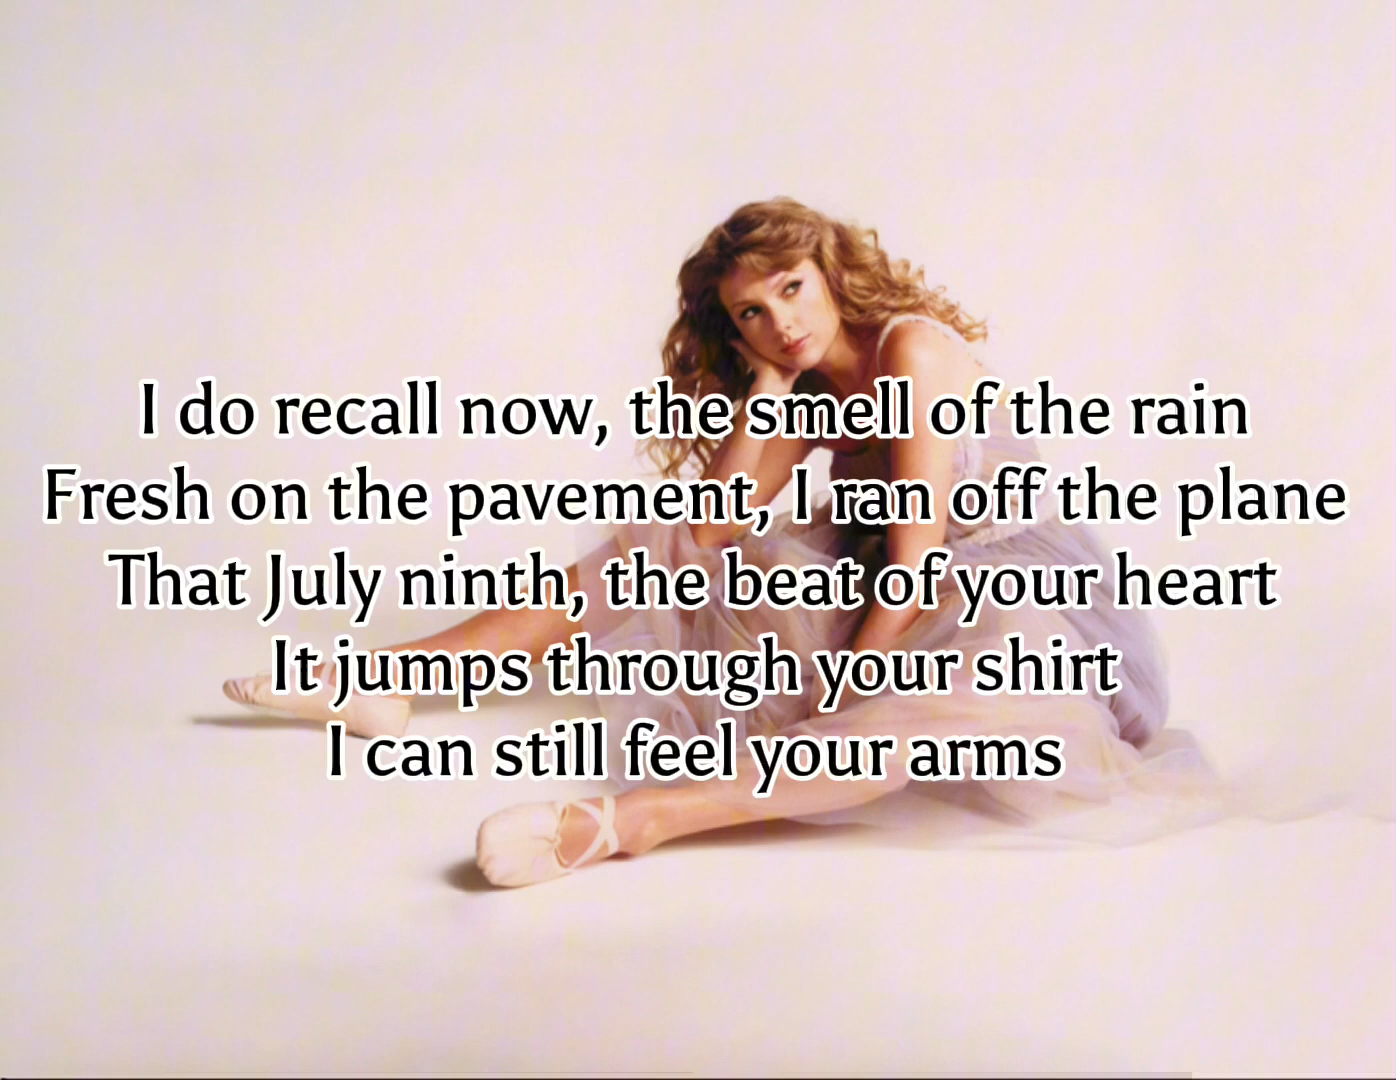 I do recall now, the smell of the rain
Fresh on the pavement, I ran off the plane
That July ninth, the beat of your heart
It jumps through your shirt
I can still feel your arms